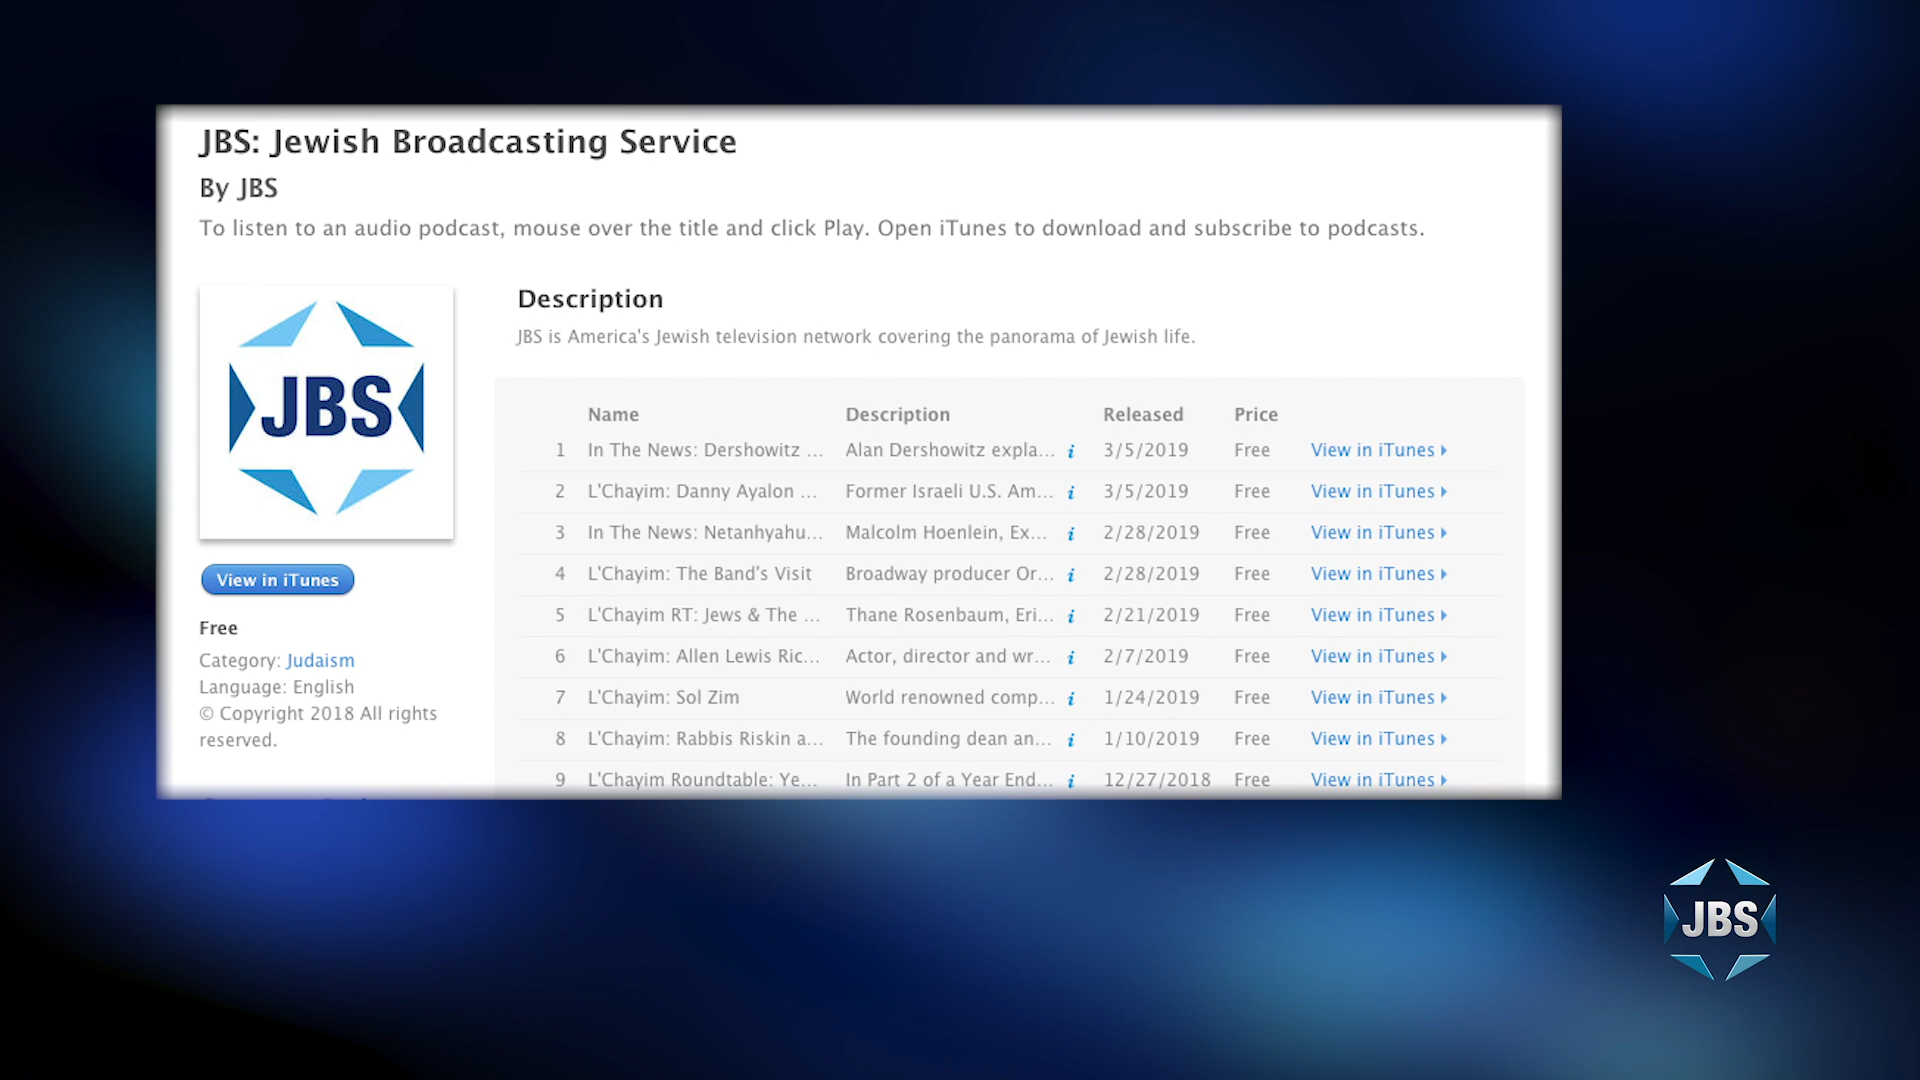 JBS: Jewish Broadcasting Service
By JBS
To listen to an audio podcast, mouse over the title and click Play. Open iTunes to download and subscribe to podcasts.
JBS
View in iTunes
Free
Category: Judaism
Language: English
© Copyright 2018 All rights
reserved.
Description
JBS is America's Jewish television network covering the panorama of Jewish life.
Name Description Released Price
1 In The News: Dershowitz ... Alan Dershowitz expla... i 3/5/2019 Free View in iTunes
2 L'Chayim: Danny Ayalon ... Former Israeli U.S. Am... i 3/5/2019 Free View in iTunes
3 In The News: Netanhyahu... Malcolm Hoenlein, Ex... i 2/28/2019 Free View in iTunes
4 L'Chayim: The Band's Visit Broadway producer Or... i 2/28/2019 Free View in iTunes
5 L'Chayim RT: Jews & The ... Thane Rosenbaum, Eri... i 2/21/2019 Free View in iTunes
6 L'Chayim: Allen Lewis Ric... Actor, director and wr... i 2/7/2019 Free View in iTunes
7 L'Chayim: Sol Zim World renowned comp... i 1/24/2019 Free View in iTunes
8 L'Chayim: Rabbis Riskin a... The founding dean an... i 1/10/2019 Free View in iTunes
9 L'Chayim Roundtable: Ye... In Part 2 of a Year End... i 12/27/2018 Free View in iTunes
JBS